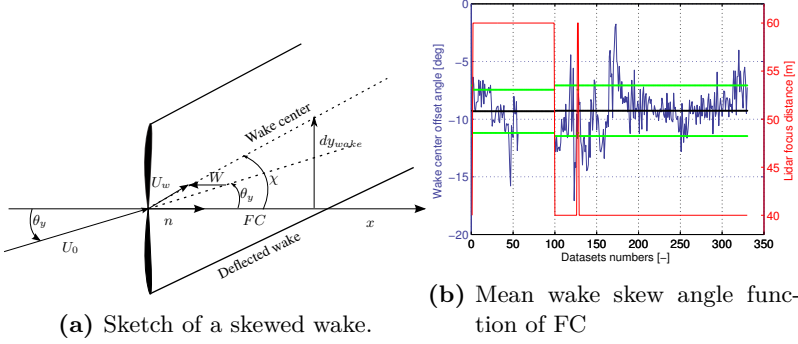 Wake center
dy_wake
U_w
W
χ
θ_y
θ_y
n
FC
x
U_0
Deflected wake
(a) Sketch of a skewed wake.
Wake center offset angle [deg]
0
−5
−10
−15
−20
0 50 100 150 200 250 300 350
Datasets numbers [−]
60
55
50
45
40
Lidar focus distance [m]
(b) Mean wake skew angle func-
tion of FC